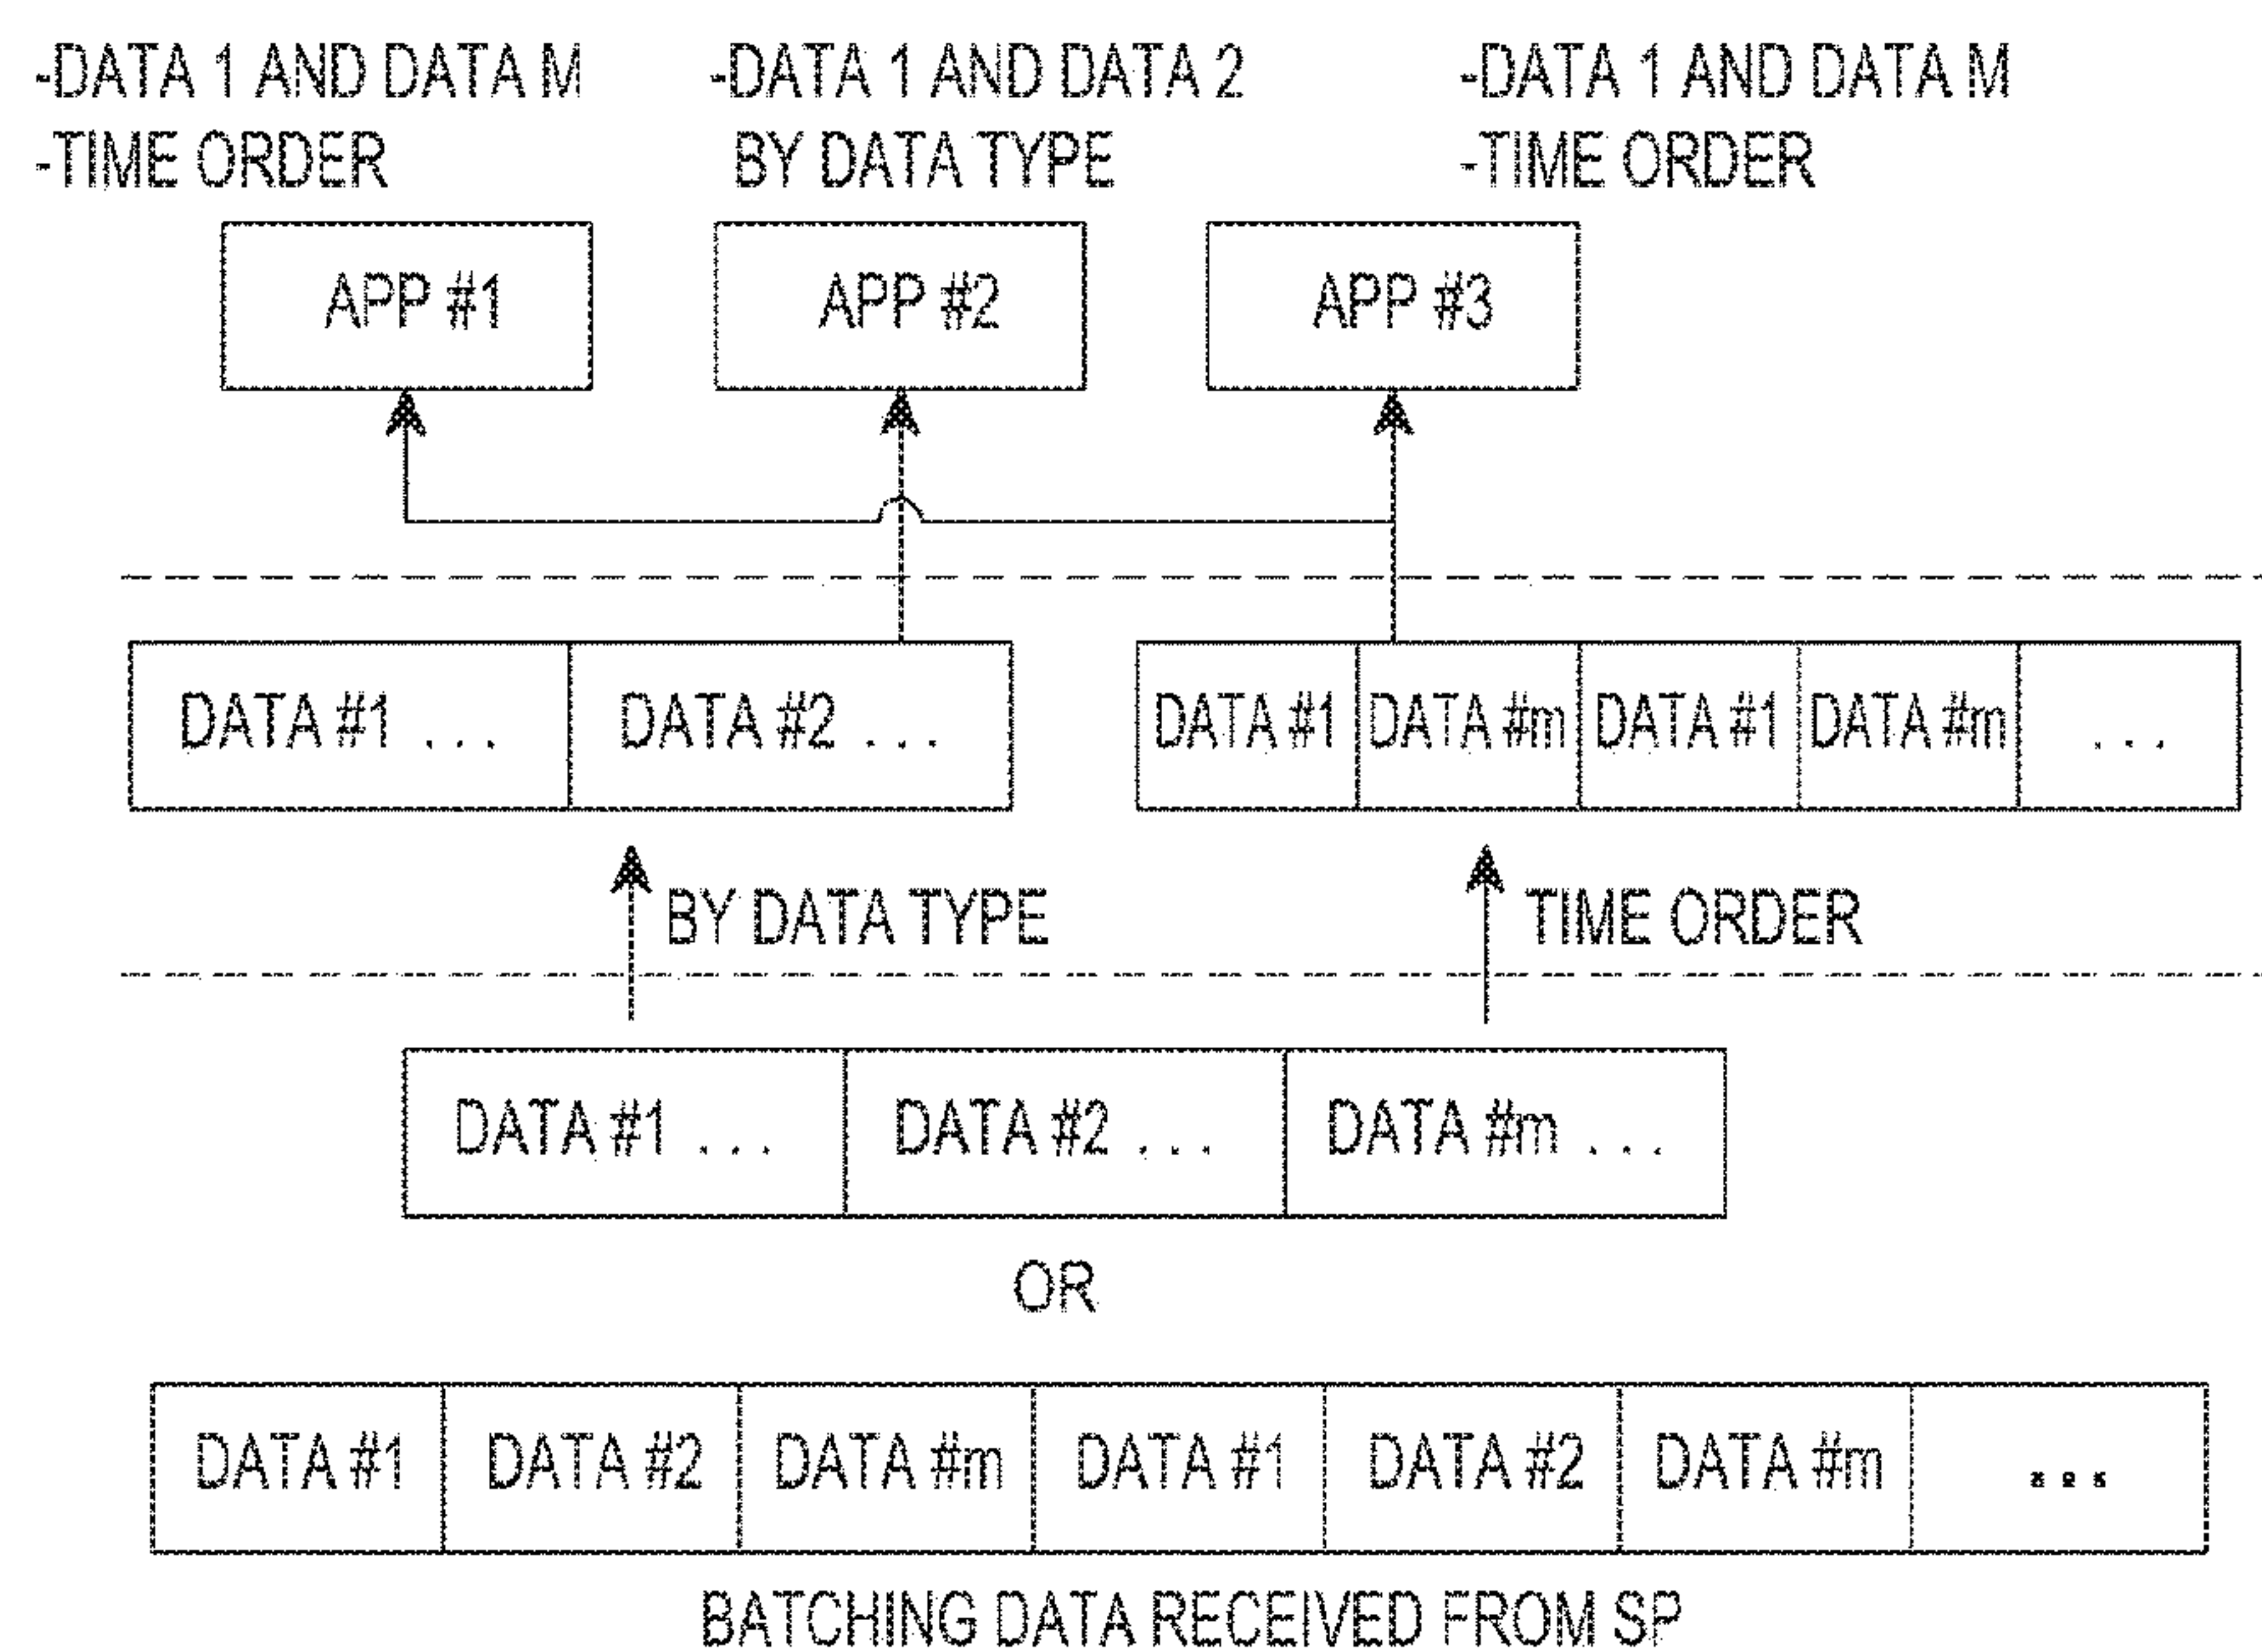 -DATA 1 AND DATA M
-TIME ORDER
-DATA 1 AND DATA 2
BY DATA TYPE
-DATA 1 AND DATA M
-TIME ORDER
APP #1
APP #2
APP #3
DATA #1 ...
DATA #2 ...
DATA #1
DATA #m
DATA #1
DATA #m
...
BY DATA TYPE
TIME ORDER
DATA #1 ...
DATA #2 ...
DATA #m ...
OR
DATA #1
DATA #2
DATA #m
DATA #1
DATA #2
DATA #m
...
BATCHING DATA RECEIVED FROM SP